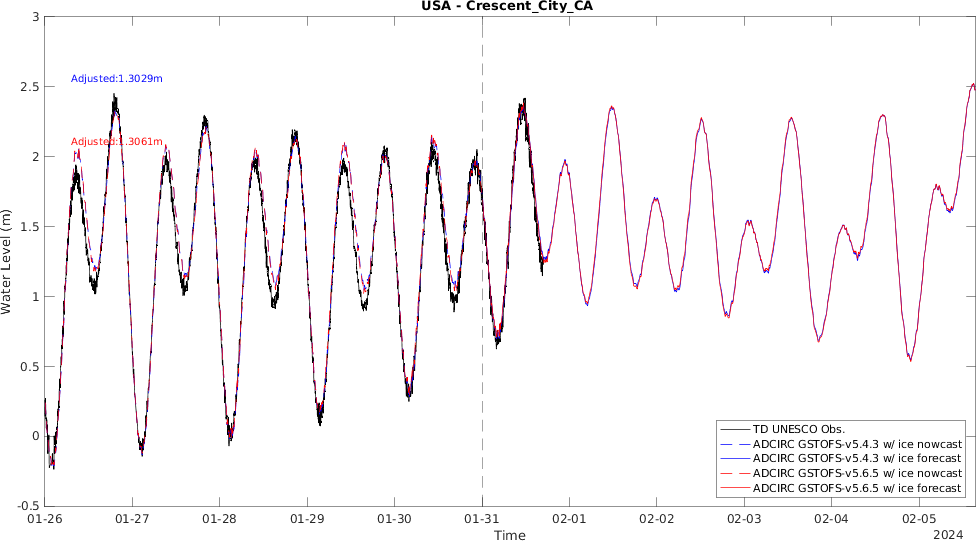 USA - Crescent_City_CA
Water Level (m)
3
2.5
2
1.5
1
0.5
0
-0.5
Adjusted:1.3029m
Adjusted:1.3061m
TD UNESCO Obs.
ADCIRC GSTOFS-v5.4.3 w/ ice nowcast
ADCIRC GSTOFS-v5.4.3 w/ ice forecast
ADCIRC GSTOFS-v5.6.5 w/ ice nowcast
ADCIRC GSTOFS-v5.6.5 w/ ice forecast
01-26 01-27 01-28 01-29 01-30 01-31 02-01 02-02 02-03 02-04 02-05
Time
2024